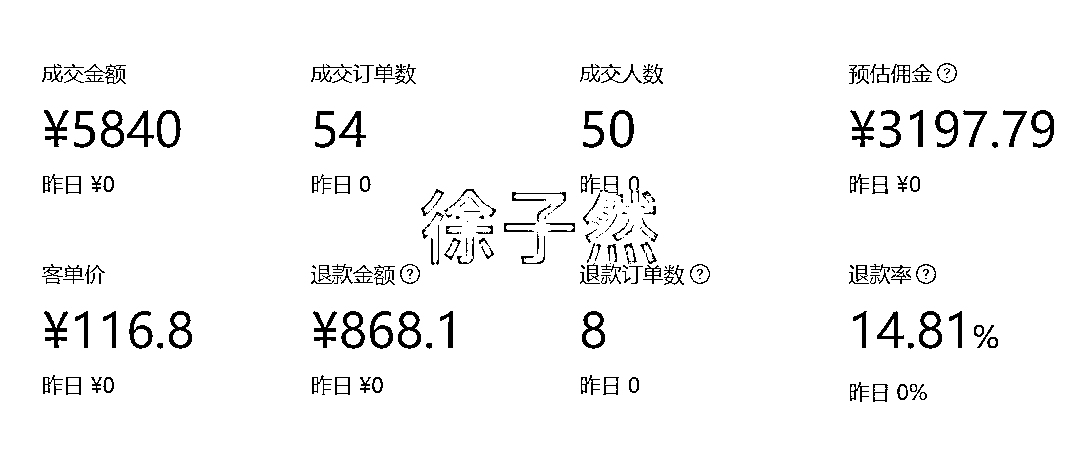 成交金额 成交订单数 成交人数 预估佣金?
¥5840 54 50 ¥3197.79
昨日 ¥0 昨日 0 昨日 0 昨日 ¥0
徐子然
客单价 退款金额? 退款订单数? 退款率?
¥116.8 ¥868.1 8 14.81%
昨日 ¥0 昨日 ¥0 昨日 0 昨日 0%